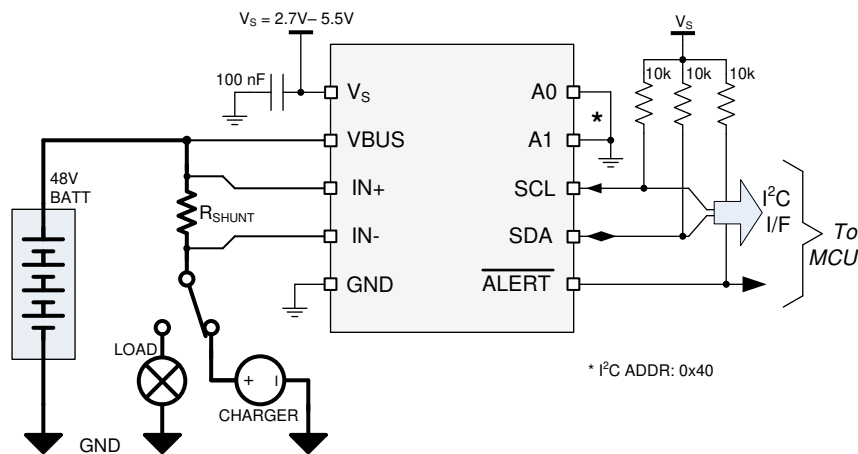 V_S = 2.7V– 5.5V
100 nF
V_S
VBUS
IN+
IN-
GND
A0
A1
SCL
SDA
ALERT
*
V_S
10k
10k
10k
I²C
I/F
To
MCU
48V
BATT
R_SHUNT
LOAD
+
I
CHARGER
GND
* I²C ADDR: 0x40